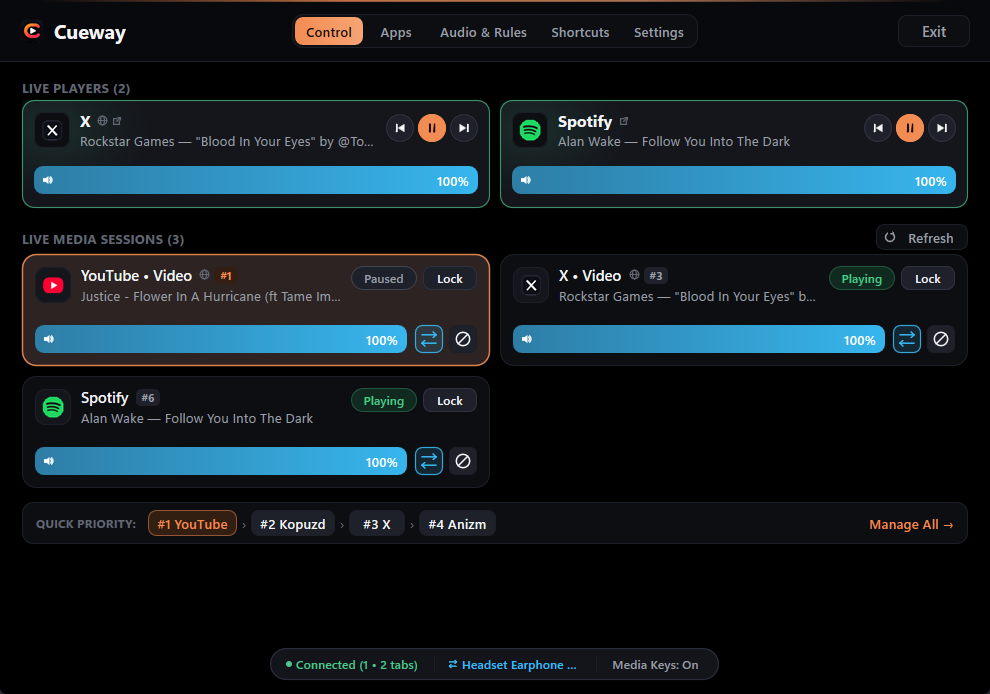 Cueway
Control Apps Audio & Rules Shortcuts Settings
Exit
LIVE PLAYERS (2)
X
Rockstar Games — "Blood In Your Eyes" by @To...
100%
Spotify
Alan Wake — Follow You Into The Dark
100%
LIVE MEDIA SESSIONS (3)
Refresh
YouTube • Video #1
Paused Lock
Justice - Flower In A Hurricane (ft Tame Im...
100%
X • Video #3
Playing Lock
Rockstar Games — "Blood In Your Eyes" b...
100%
Spotify #6
Playing Lock
Alan Wake — Follow You Into The Dark
100%
QUICK PRIORITY: #1 YouTube › #2 Kopuzd › #3 X › #4 Anizm
Manage All →
Connected (1 • 2 tabs) Headset Earphone ... Media Keys: On